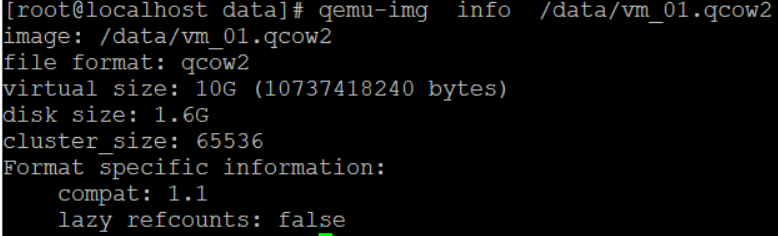 [root@localhost data]# qemu-img  info  /data/vm_01.qcow2
image: /data/vm_01.qcow2
file format: qcow2
virtual size: 10G (10737418240 bytes)
disk size: 1.6G
cluster_size: 65536
Format specific information:
    compat: 1.1
    lazy refcounts: false